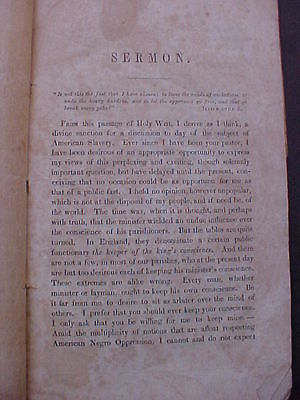 SERMON.
"Is not this the fast that I have chosen? to loose the bands of wickedness, to
undo the heavy burdens, and to let the oppressed go free, and that ye
break every yoke?"
From this passage of Holy Writ, I derive as I think, a
divine sanction for a discussion to day of the subject of
American Slavery. Ever since I have been your pastor, I
have been desirous of an appropriate opportunity to express
my views of this perplexing and exciting, though solemnly
important question, but have delayed until the present, con-
ceiving that no occasion could be as opportune for us as
that of a public fast. I held no opinion, however unpopular,
which is not at the disposal of my people, and if need be, of
the world. The time was, when it is thought, and perhaps
with truth, that the minister wielded an undue influence over
the consciences of his parishioners. But the tables are quite
turned. In England, they denominate a certain public
functionary the keeper of the king's conscience. And there
are not a few, in most of our parishes, who at the present day
are fast too desirous each of keeping his minister's conscience.
These extremes are alike wrong. Every man, whether
minister or layman, ought to keep his own conscience. Be
it far from me to desire to sit as arbiter over the mind of
others. I prefer that you should ever keep your conscience.
I only ask that you be willing for me to keep mine.—
Amid the multiplicity of notions that are afloat respecting
American Negro Oppression, I cannot and do not expect